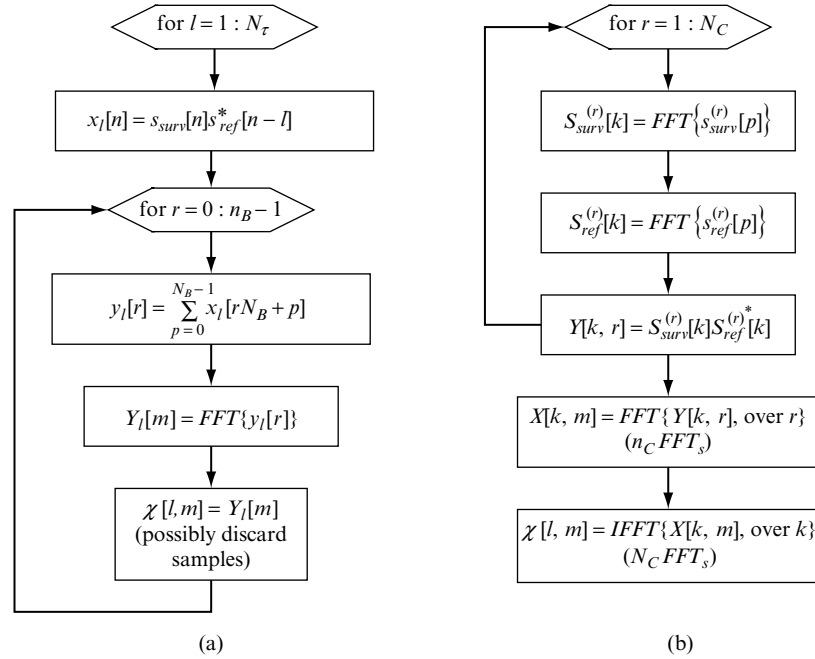 for l = 1 : N_τ
x_l[n] = s_surv[n]s*_ref[n − l]
for r = 0 : n_B − 1
y_l[r] = ∑_{p = 0}^{N_B − 1} x_l[rN_B + p]
Y_l[m] = FFT{y_l[r]}
χ[l, m] = Y_l[m]
(possibly discard
samples)
(a)
for r = 1 : N_C
S_surv^(r)[k] = FFT{s_surv^(r)[p]}
S_ref^(r)[k] = FFT{s_ref^(r)[p]}
Y[k, r] = S_surv^(r)[k]S_ref^(r)*[k]
X[k, m] = FFT{Y[k, r], over r}
(n_C FFT_s)
χ[l, m] = IFFT{X[k, m], over k}
(N_C FFT_s)
(b)